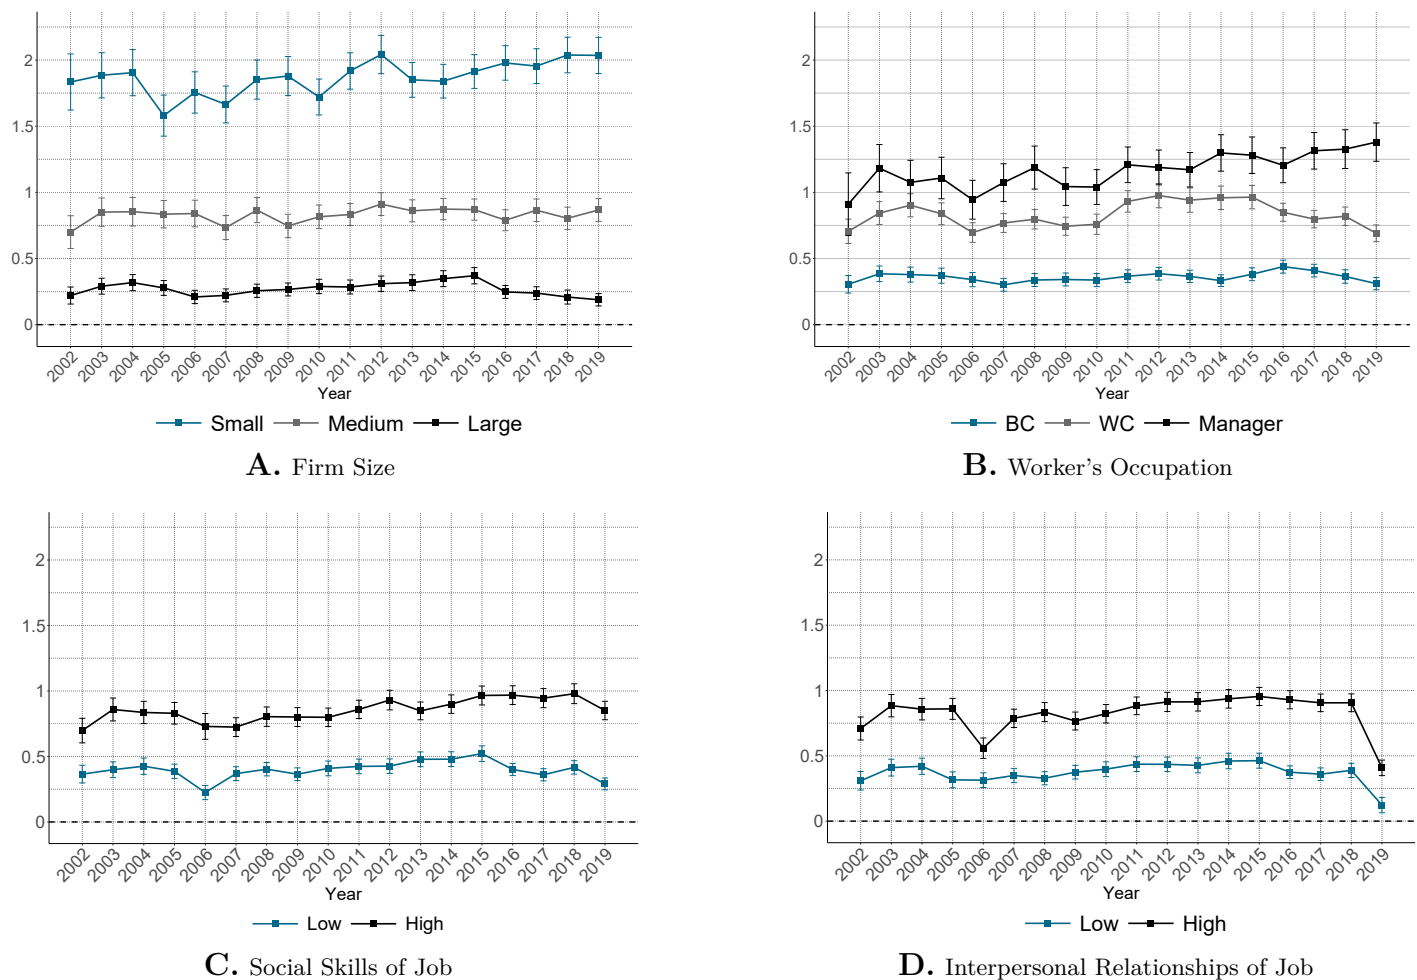 2
1.5
1
0.5
0
2002 2003 2004 2005 2006 2007 2008 2009 2010 2011 2012 2013 2014 2015 2016 2017 2018 2019
Year
Small Medium Large
A. Firm Size
2
1.5
1
0.5
0
2002 2003 2004 2005 2006 2007 2008 2009 2010 2011 2012 2013 2014 2015 2016 2017 2018 2019
Year
BC WC Manager
B. Worker's Occupation
2
1.5
1
0.5
0
2002 2003 2004 2005 2006 2007 2008 2009 2010 2011 2012 2013 2014 2015 2016 2017 2018 2019
Year
Low High
C. Social Skills of Job
2
1.5
1
0.5
0
2002 2003 2004 2005 2006 2007 2008 2009 2010 2011 2012 2013 2014 2015 2016 2017 2018 2019
Year
Low High
D. Interpersonal Relationships of Job